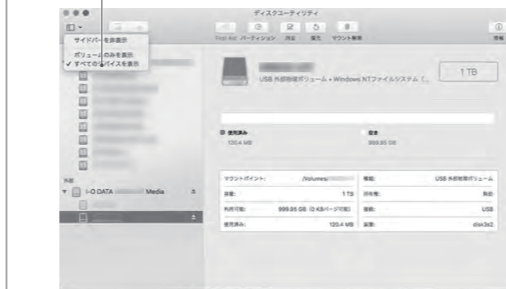 ディスクユーティリティ
First Aid パーティション 消去 復元 マウント解除
情報
サイドバーを非表示
ボリュームのみを表示
✓ すべてのデバイスを表示
USB 外部物理ボリューム • Windows NTファイルシステム (...
1 TB
使用済み
120.4 MB
空き
999.85 GB
外部
I-O DATA Media
マウントポイント: /Volumes/
種類: USB 外部物理ボリューム
容量: 1 TB
所有権: 無効
利用可能: 999.85 GB (0 KB パージ可能)
接続: USB
使用済み: 120.4 MB
装置: disk3s2